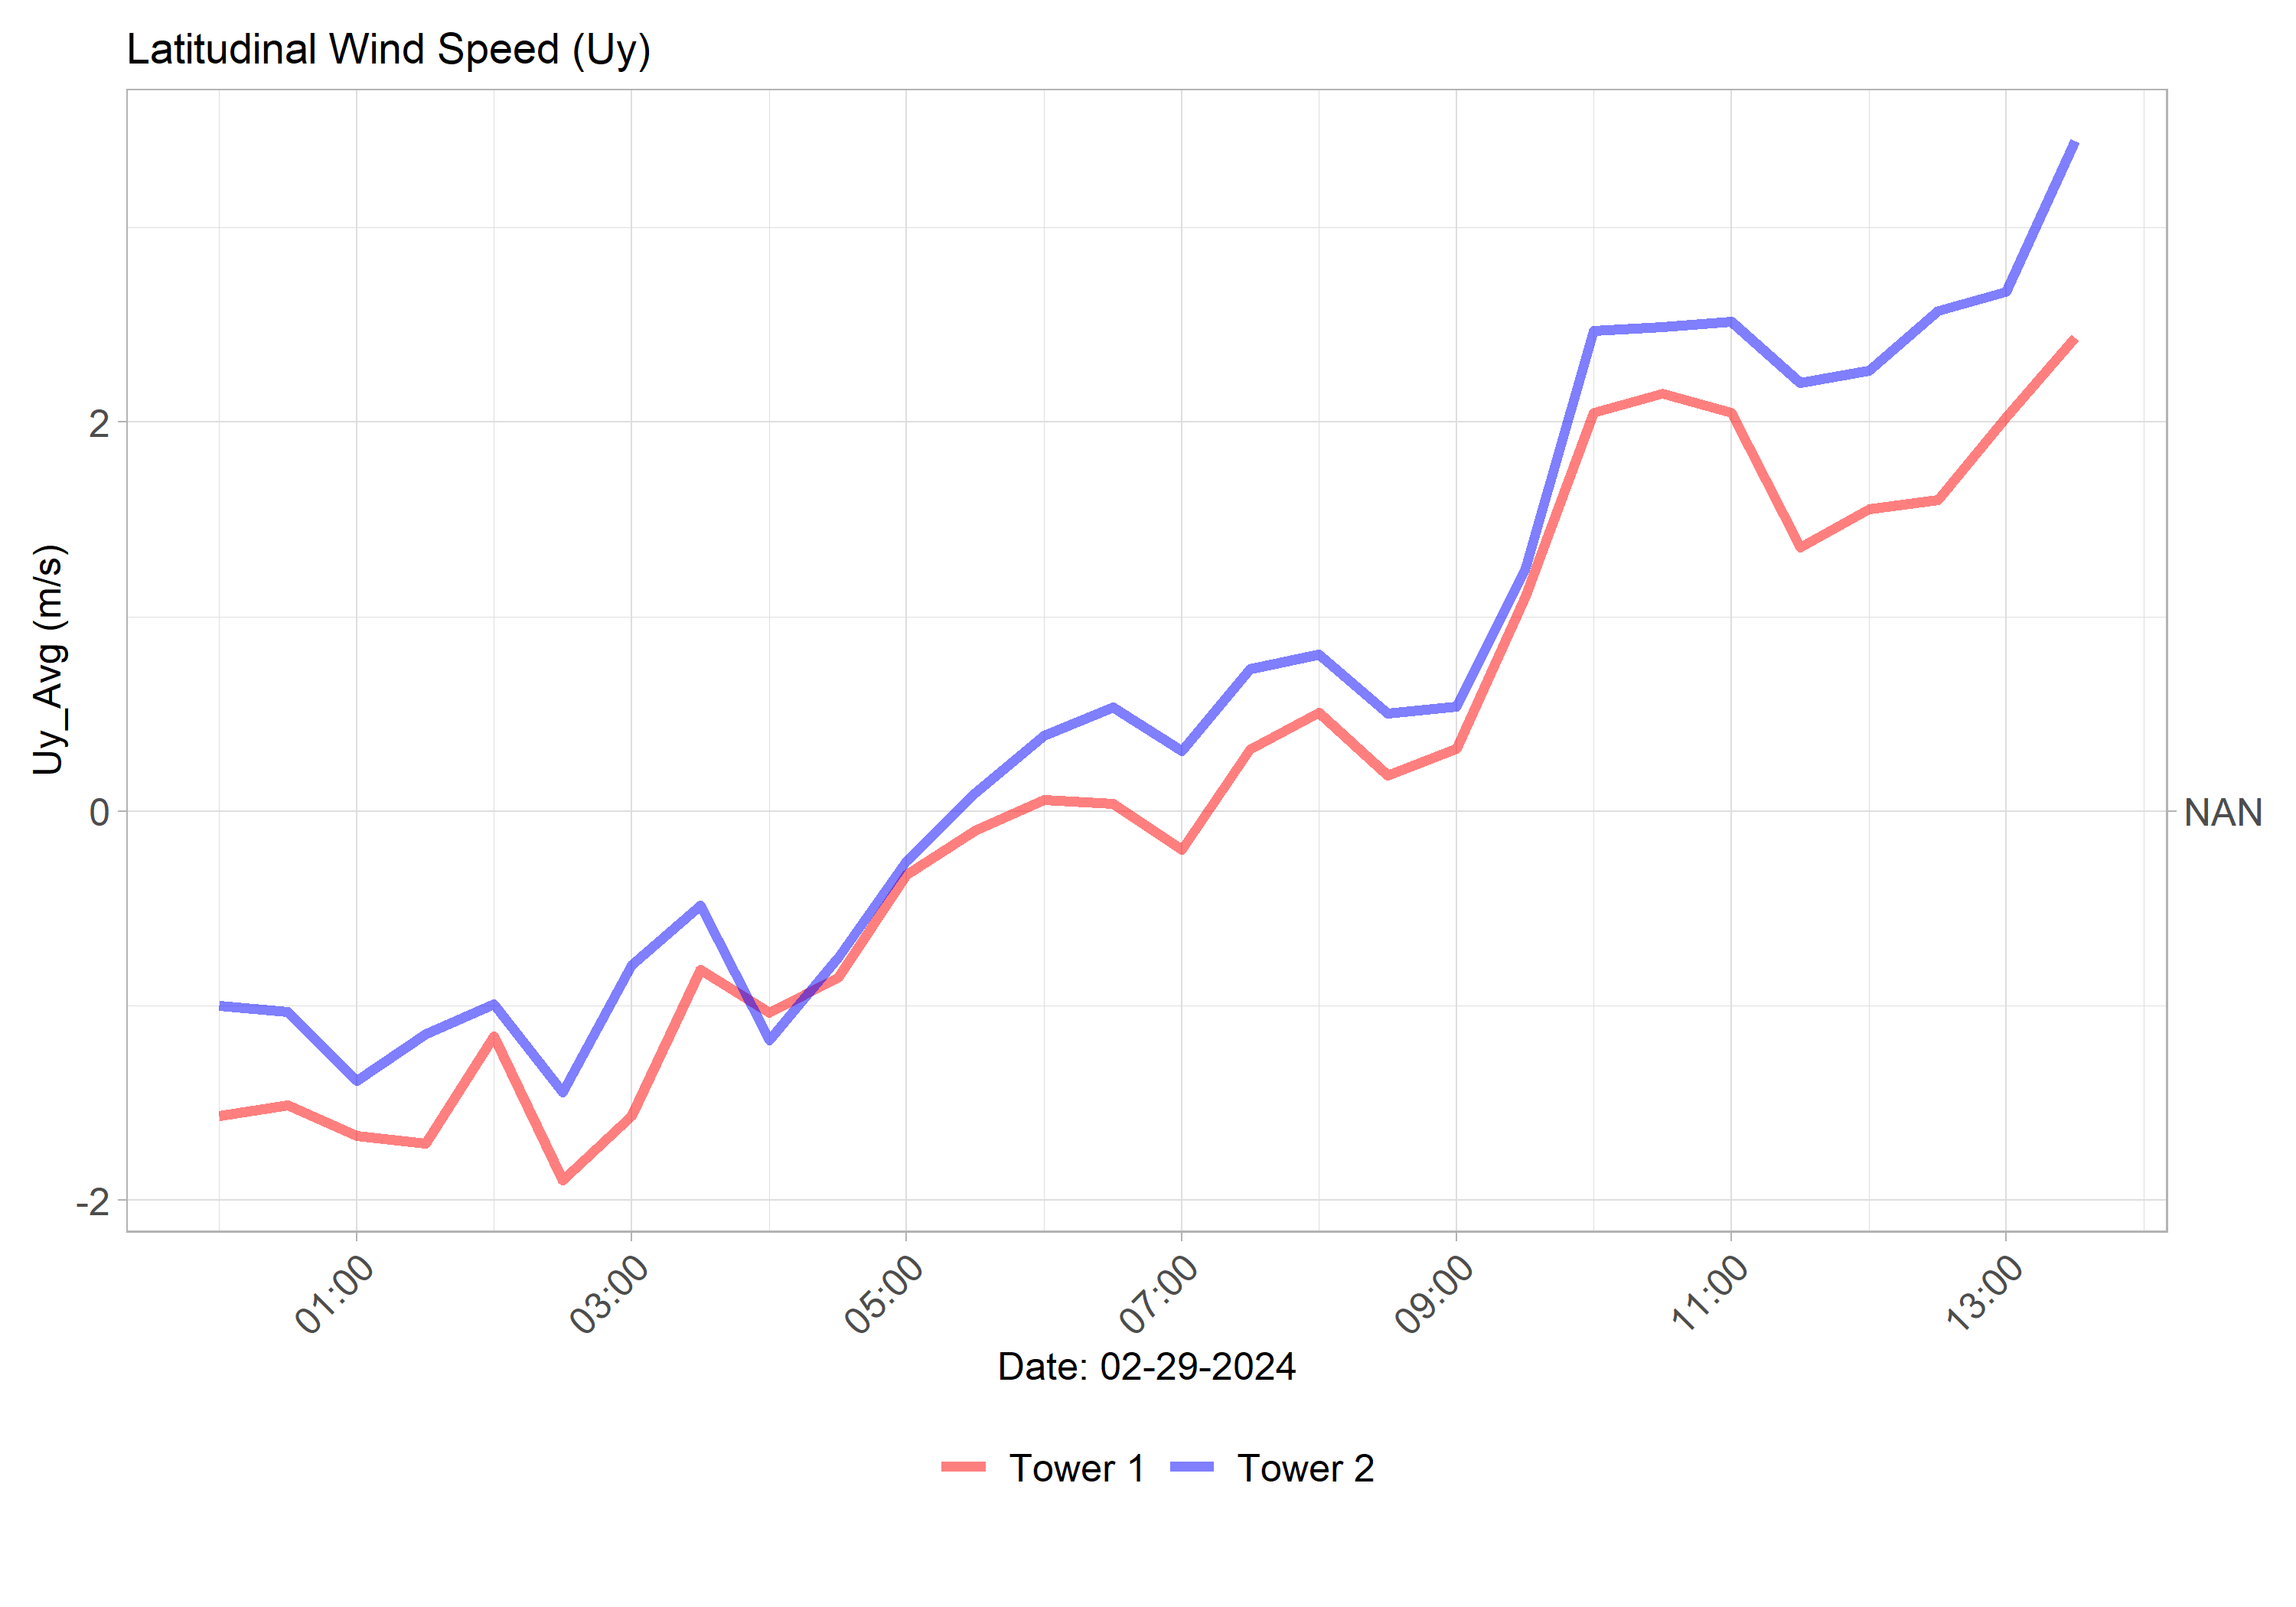 Latitudinal Wind Speed (Uy)
Uy_Avg (m/s)
2
0
-2
NAN
01:00
03:00
05:00
07:00
09:00
11:00
13:00
Date: 02-29-2024
Tower 1
Tower 2